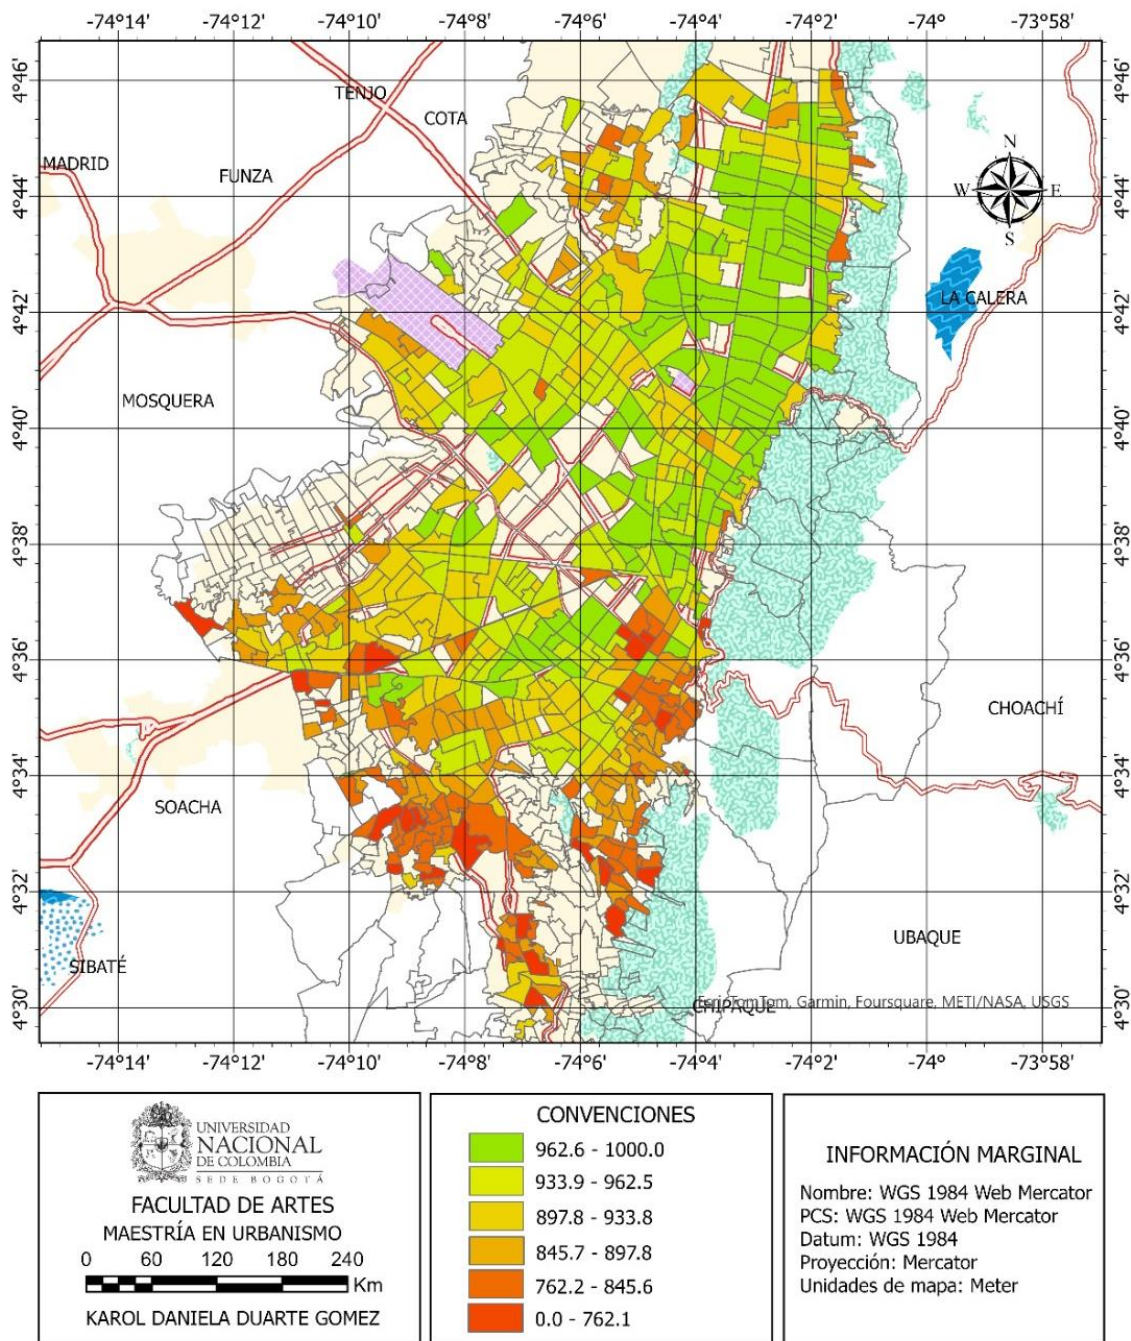 -74°14' -74°12' -74°10' -74°8' -74°6' -74°4' -74°2' -74° -73°58'
4°46' 4°46'
TENJO
COTA
MADRID
FUNZA
4°44' 4°44'
N
W E
S
4°42' 4°42'
LA CALERA
MOSQUERA
4°40' 4°40'
4°38' 4°38'
4°36' 4°36'
CHOACHÍ
4°34' 4°34'
SOACHA
4°32' 4°32'
UBAQUE
SIBATÉ
4°30' 4°30'
CHIPAQUE
Esri, TomTom, Garmin, Foursquare, METI/NASA, USGS
-74°14' -74°12' -74°10' -74°8' -74°6' -74°4' -74°2' -74° -73°58'
UNIVERSIDAD
NACIONAL
DE COLOMBIA
SEDE BOGOTÁ
FACULTAD DE ARTES
MAESTRÍA EN URBANISMO
0 60 120 180 240
Km
KAROL DANIELA DUARTE GOMEZ
CONVENCIONES
962.6 - 1000.0
933.9 - 962.5
897.8 - 933.8
845.7 - 897.8
762.2 - 845.6
0.0 - 762.1
INFORMACIÓN MARGINAL
Nombre: WGS 1984 Web Mercator
PCS: WGS 1984 Web Mercator
Datum: WGS 1984
Proyección: Mercator
Unidades de mapa: Meter